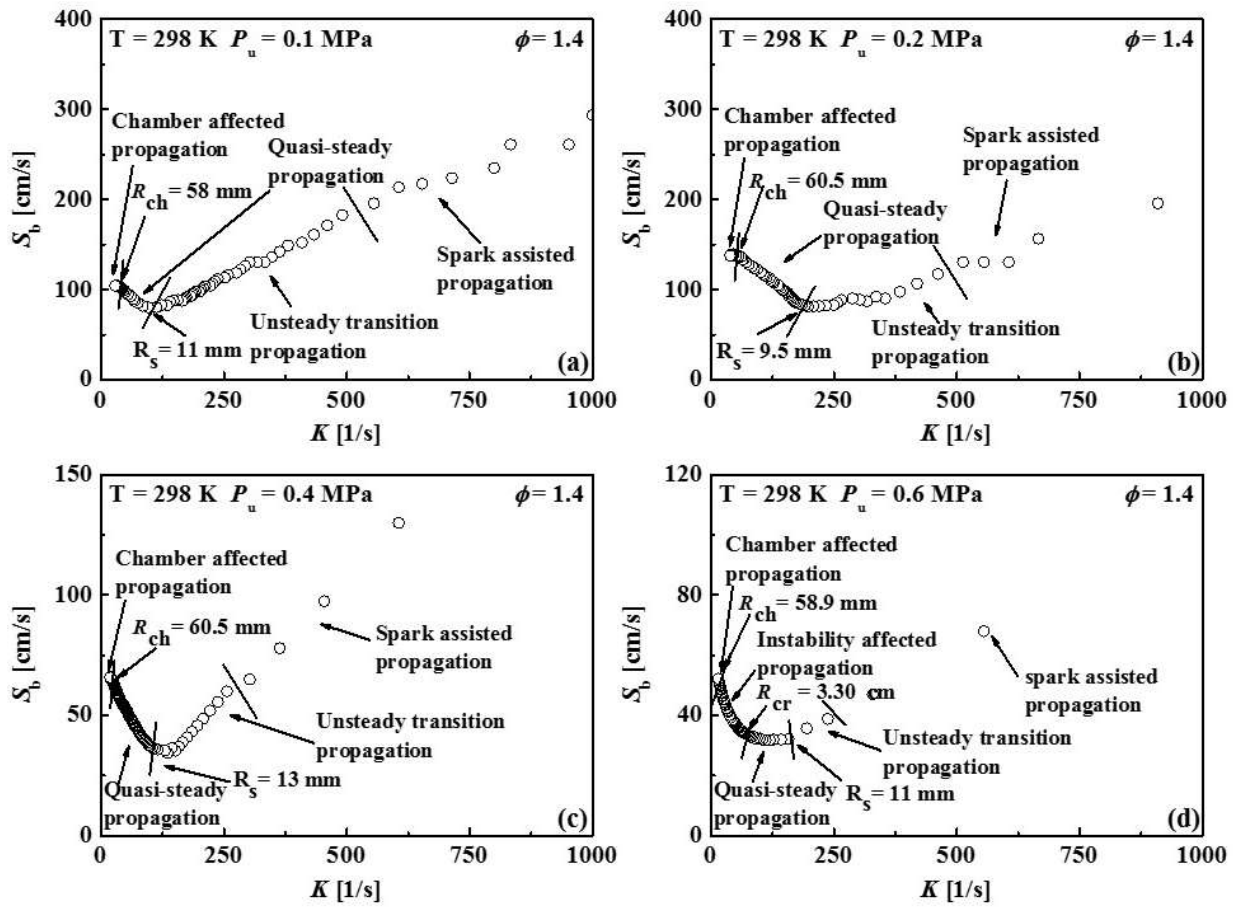 400
300
200
100
0
S_b [cm/s]
T = 298 K P_u = 0.1 MPa ϕ= 1.4
Chamber affected
propagation
R_ch = 58 mm
Quasi-steady
propagation
Spark assisted
propagation
Unsteady transition
propagation
R_s = 11 mm
(a)
0 250 500 750 1000
K [1/s]
400
300
200
100
0
S_b [cm/s]
T = 298 K P_u = 0.2 MPa ϕ= 1.4
Chamber affected
propagation
R_ch = 60.5 mm
Spark assisted
propagation
Quasi-steady
propagation
Unsteady transition
propagation
R_s = 9.5 mm
(b)
0 250 500 750 1000
K [1/s]
150
100
50
0
S_b [cm/s]
T = 298 K P_u = 0.4 MPa ϕ= 1.4
Chamber affected
propagation
R_ch = 60.5 mm
Spark assisted
propagation
Unsteady transition
propagation
R_s = 13 mm
Quasi-steady
propagation
(c)
0 250 500 750 1000
K [1/s]
120
80
40
0
S_b [cm/s]
T = 298 K P_u = 0.6 MPa ϕ= 1.4
Chamber affected
propagation
R_ch = 58.9 mm
Instability affected
propagation
R_cr = 3.30 cm
spark assisted
propagation
Unsteady transition
propagation
R_s = 11 mm
Quasi-steady
propagation
(d)
0 250 500 750 1000
K [1/s]